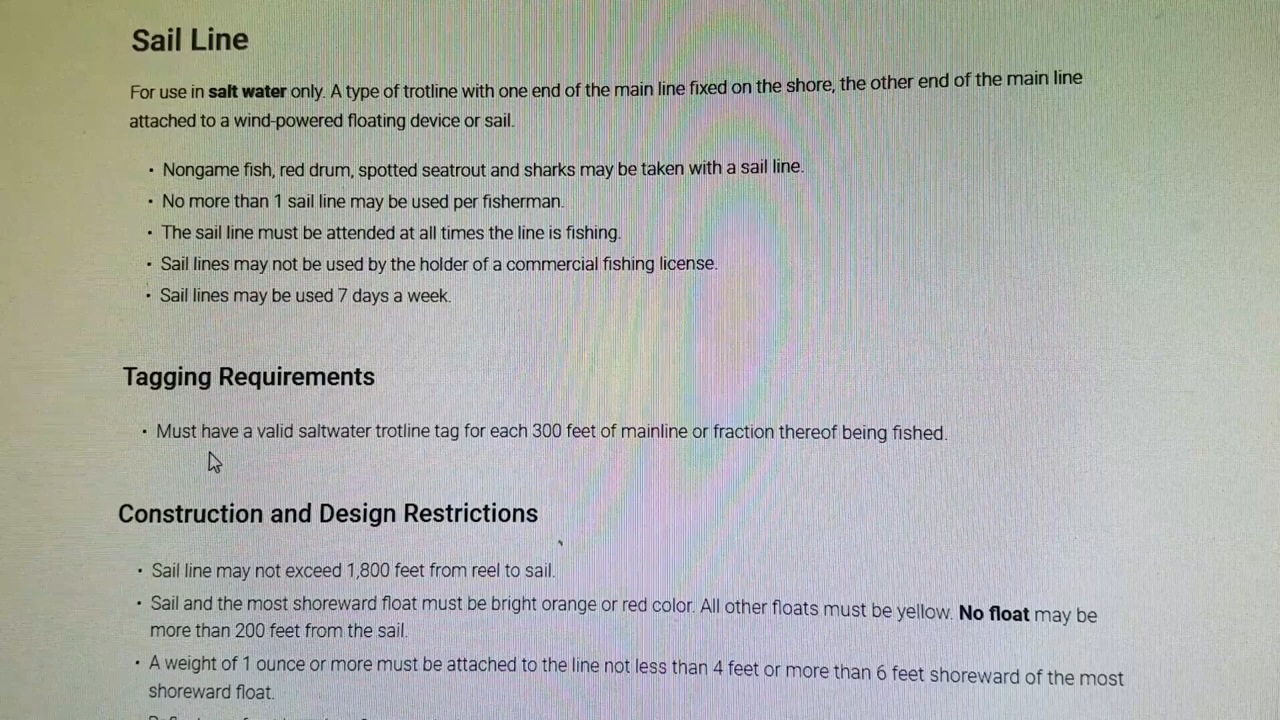 Sail Line
For use in salt water only. A type of trotline with one end of the main line fixed on the shore, the other end of the main line
attached to a wind-powered floating device or sail.
• Nongame fish, red drum, spotted seatrout and sharks may be taken with a sail line.
• No more than 1 sail line may be used per fisherman.
• The sail line must be attended at all times the line is fishing.
• Sail lines may not be used by the holder of a commercial fishing license.
• Sail lines may be used 7 days a week.
Tagging Requirements
• Must have a valid saltwater trotline tag for each 300 feet of mainline or fraction thereof being fished.
Construction and Design Restrictions
• Sail line may not exceed 1,800 feet from reel to sail.
• Sail and the most shoreward float must be bright orange or red color. All other floats must be yellow. No float may be
more than 200 feet from the sail.
• A weight of 1 ounce or more must be attached to the line not less than 4 feet or more than 6 feet shoreward of the most
shoreward float.